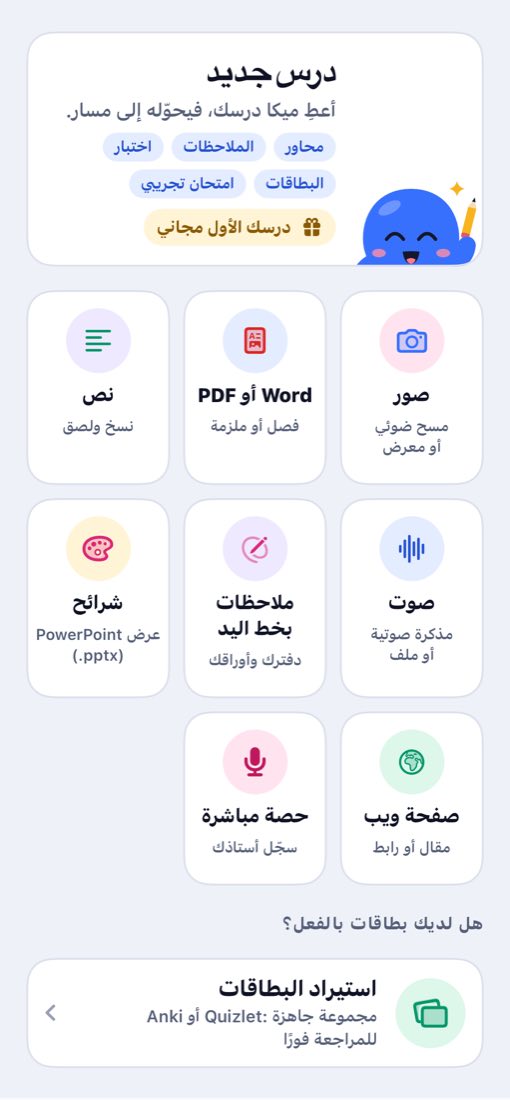 درس جديد
أعطِ ميكا درسك، فيحوّله إلى مسار.
محاور الملاحظات اختبار
البطاقات امتحان تجريبي
درسك الأول مجاني
صور
مسح ضوئي
أو معرض
Word أو PDF
فصل أو ملزمة
نص
نسخ ولصق
صوت
مذكرة صوتية
أو ملف
ملاحظات
بخط اليد
دفترك وأوراقك
شرائح
عرض PowerPoint
(.pptx)
صفحة ويب
مقال أو رابط
حصة مباشرة
سجّل أستاذك
هل لديك بطاقات بالفعل؟
استيراد البطاقات
مجموعة جاهزة :Quizlet أو Anki
للمراجعة فورًا